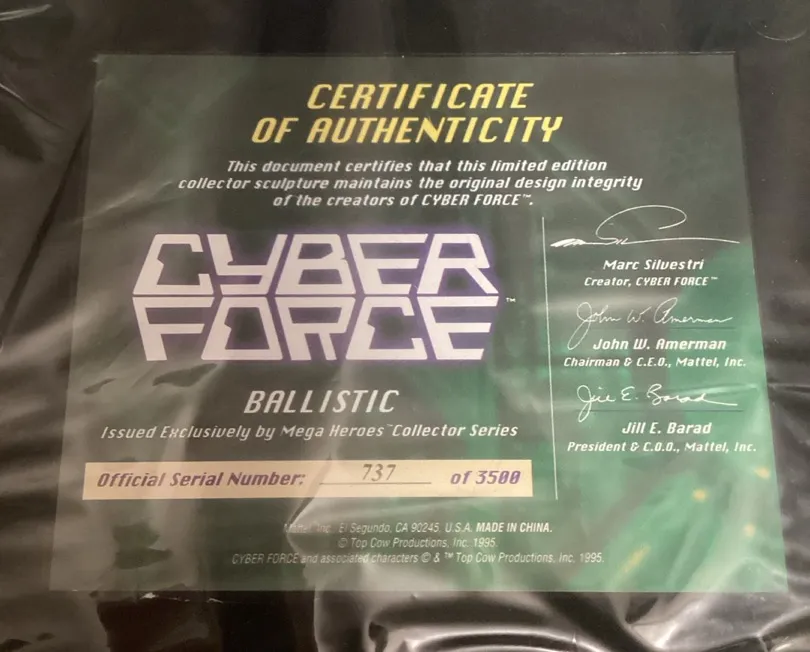 CERTIFICATE
OF AUTHENTICITY
This document certifies that this limited edition
collector sculpture maintains the original design integrity
of the creators of CYBER FORCE™.
CYBER
FORCE™
BALLISTIC
Issued Exclusively by Mega Heroes™ Collector Series
Official Serial Number: 737 of 3500
Marc Silvestri
Creator, CYBER FORCE™
John W. Amerman
John W. Amerman
Chairman & C.E.O., Mattel, Inc.
Jill E. Barad
Jill E. Barad
President & C.O.O., Mattel, Inc.
Mattel, Inc. El Segundo, CA 90245, U.S.A. MADE IN CHINA.
© Top Cow Productions, Inc. 1995.
CYBER FORCE and associated characters © & ™ Top Cow Productions, Inc. 1995.